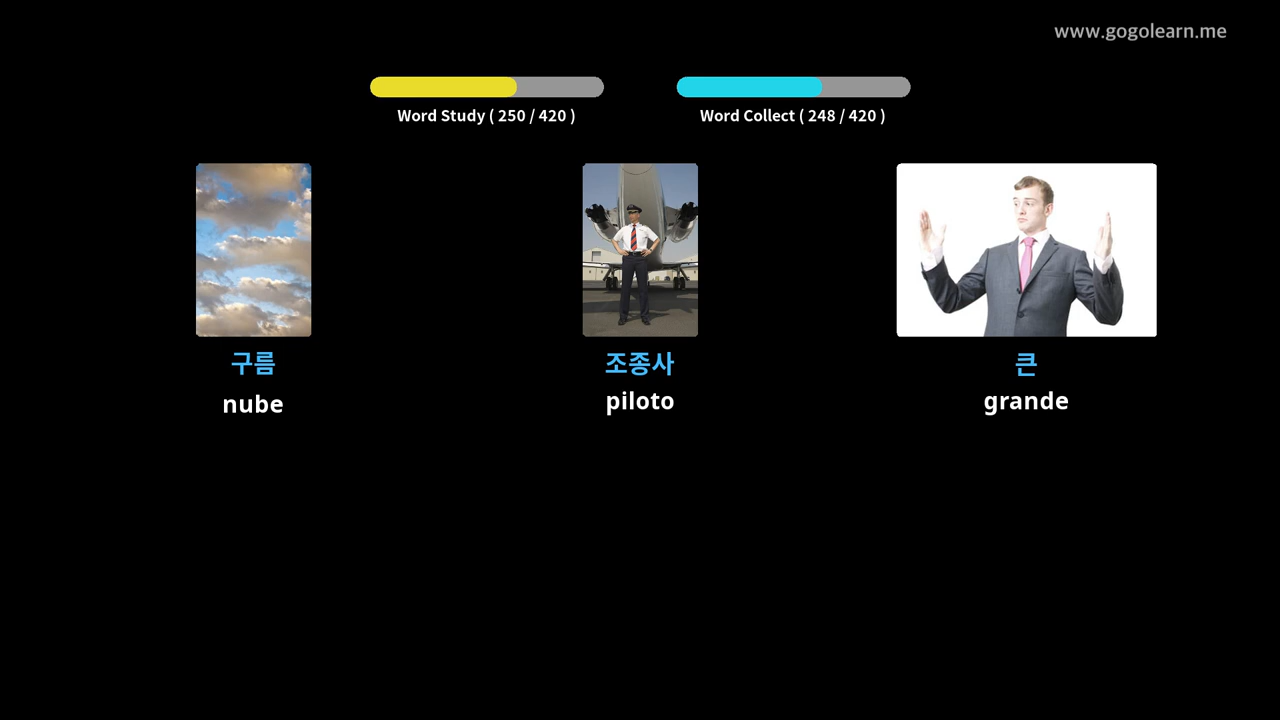 www.gogolearn.me
Word Study ( 250 / 420 )
Word Collect ( 248 / 420 )
구름
조종사
큰
nube
piloto
grande